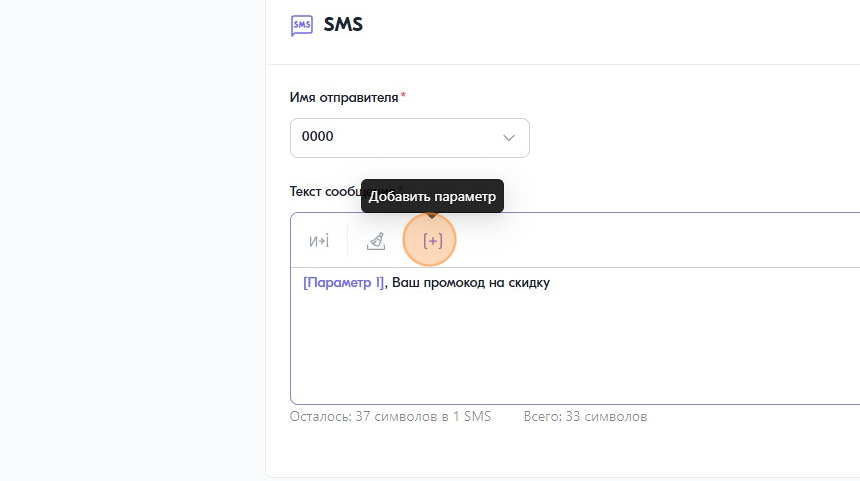 SMS SMS
Имя отправителя*
0000
Текст сообщ
Добавить параметр
И→i [+]
[Параметр 1], Ваш промокод на скидку
Осталось: 37 символов в 1 SMS Всего: 33 символов